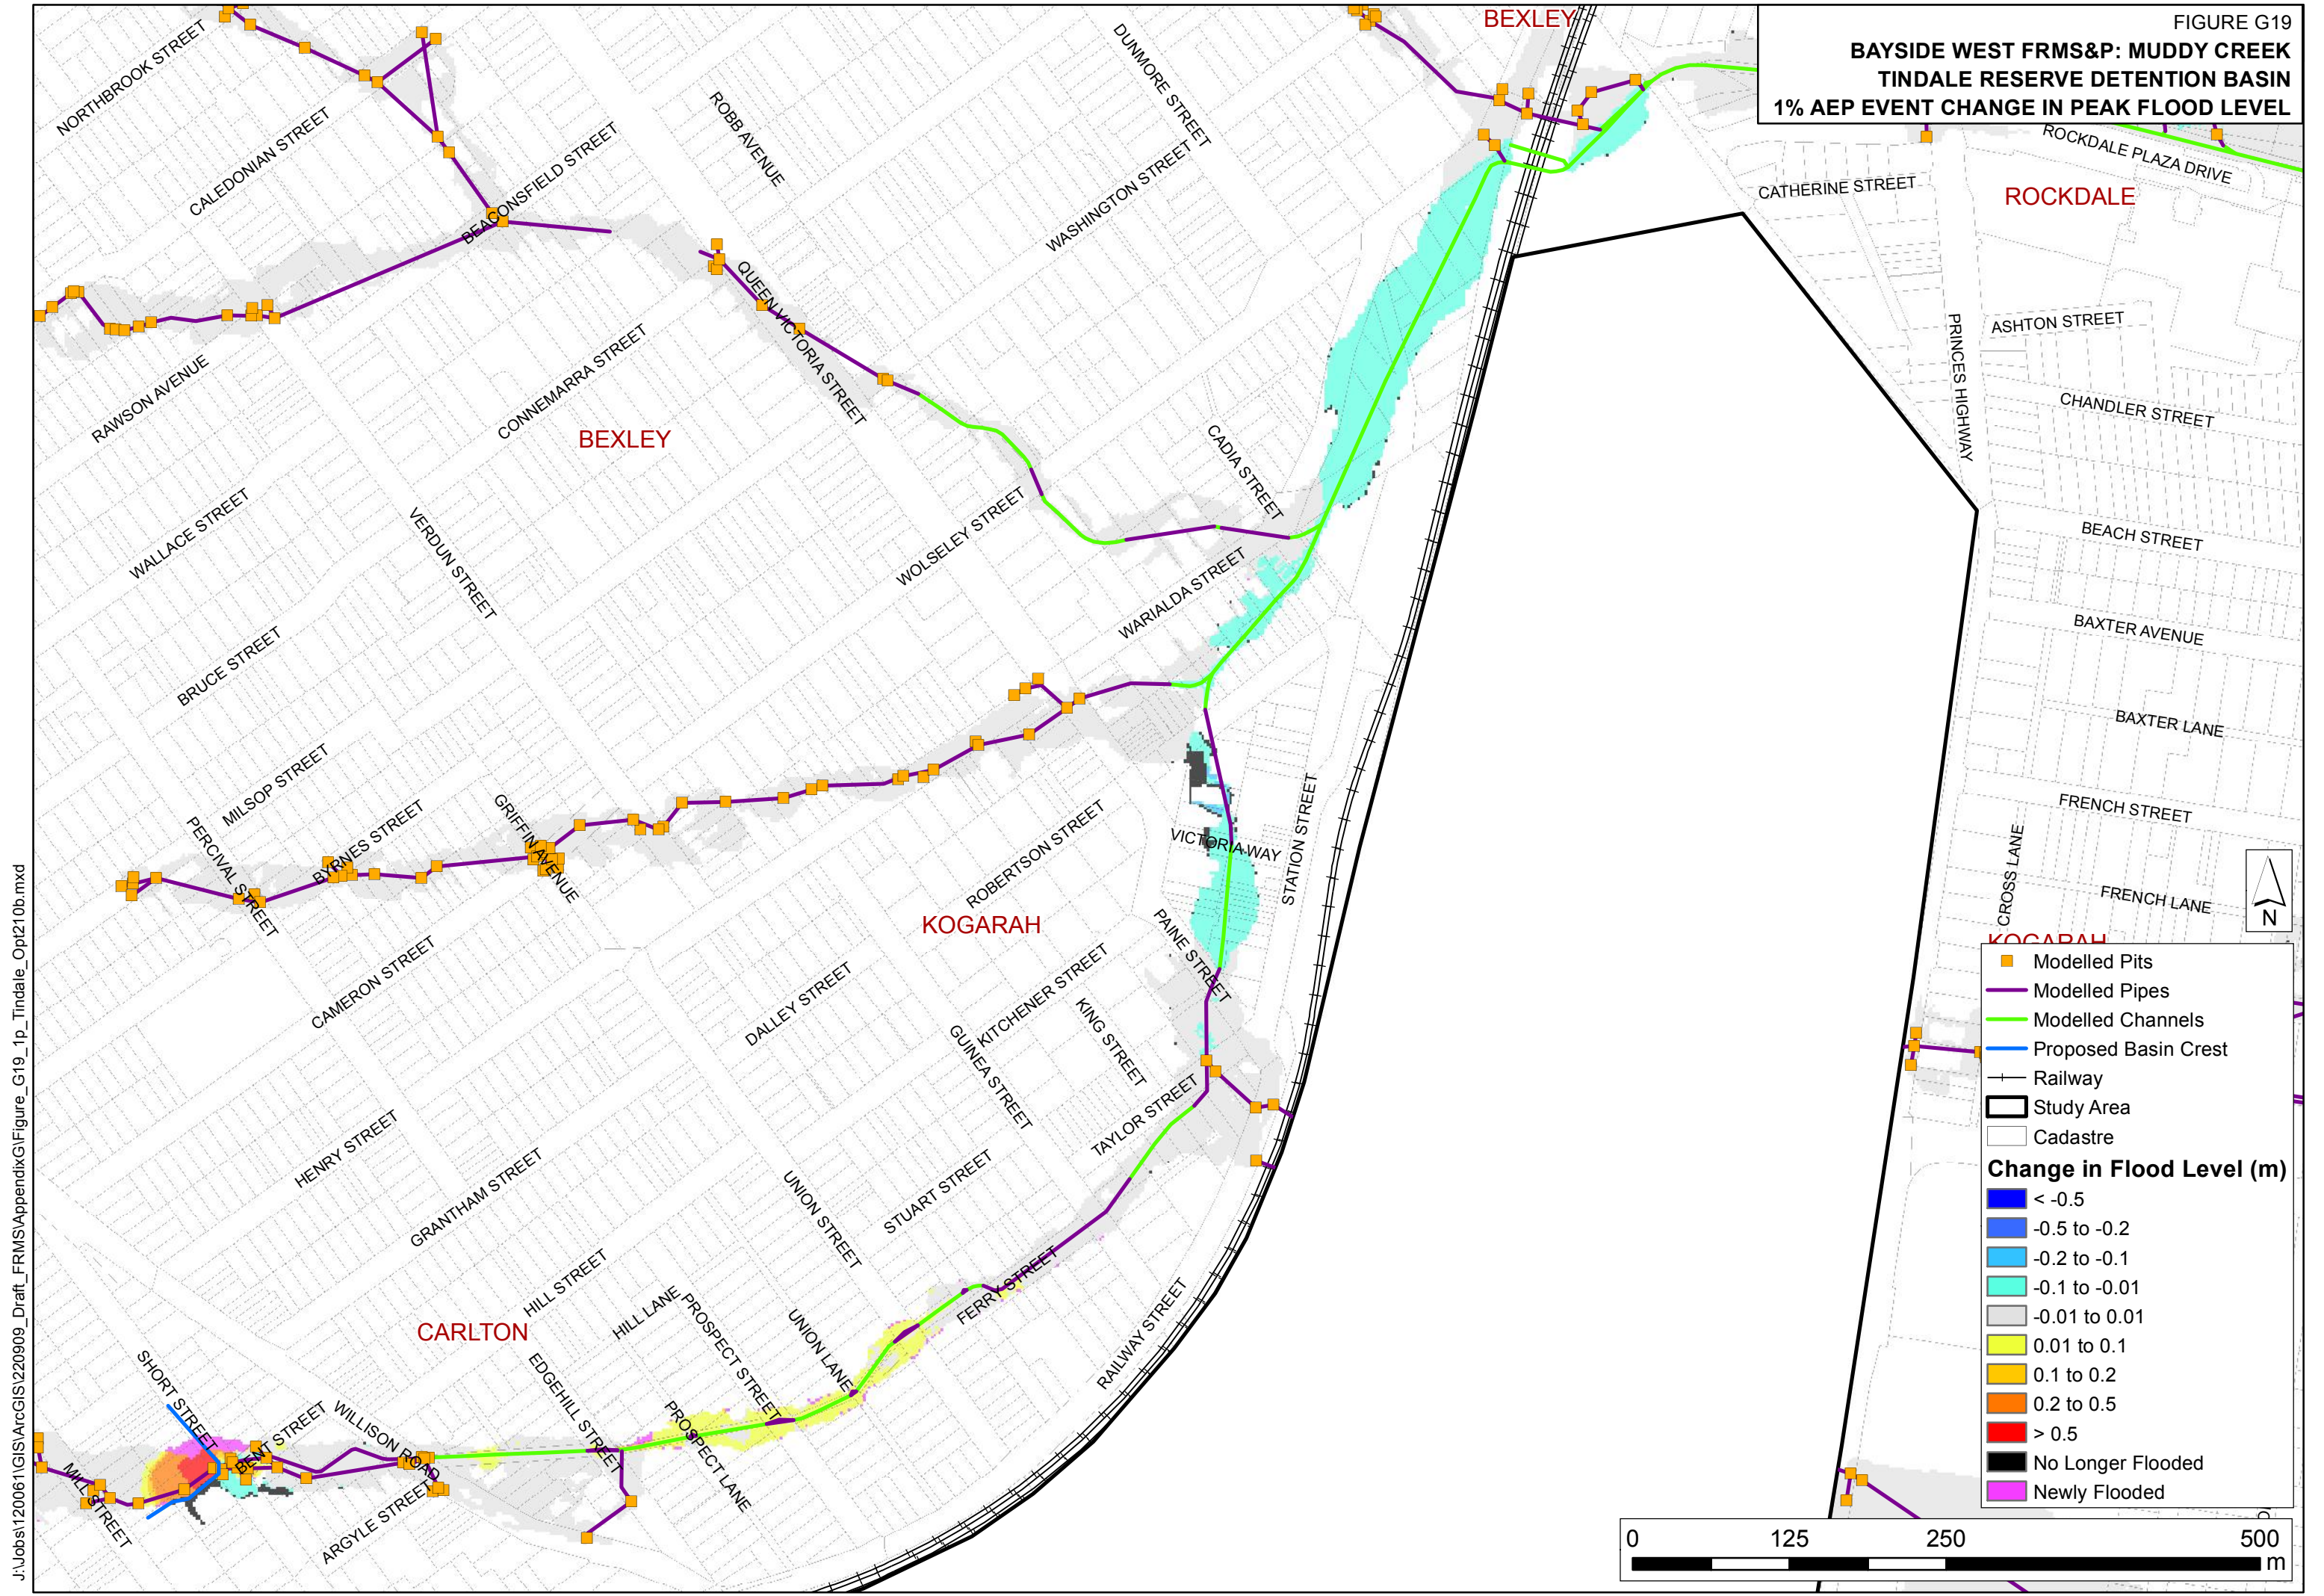 FIGURE G19
BAYSIDE WEST FRMS&P: MUDDY CREEK
TINDALE RESERVE DETENTION BASIN
1% AEP EVENT CHANGE IN PEAK FLOOD LEVEL
BEXLEY
NORTHBROOK STREET
CALEDONIAN STREET
BEACONSFIELD STREET
ROBB AVENUE
DUNMORE STREET
WASHINGTON STREET
ROCKDALE PLAZA DRIVE
CATHERINE STREET
ROCKDALE
QUEEN VICTORIA STREET
RAWSON AVENUE
CONNEMARRA STREET
BEXLEY
PRINCES HIGHWAY
ASHTON STREET
CHANDLER STREET
CADIA STREET
WALLACE STREET
VERDUN STREET
WOLSELEY STREET
WARIALDA STREET
BEACH STREET
BAXTER AVENUE
BRUCE STREET
BAXTER LANE
MILSOP STREET
PERCIVAL STREET
BYRNES STREET
GRIFFIN AVENUE
ROBERTSON STREET
VICTORIA WAY
STATION STREET
FRENCH STREET
CROSS LANE
FRENCH LANE
KOGARAH
KOGARAH
PAINE STREET
CAMERON STREET
DALLEY STREET
KITCHENER STREET
GUINEA STREET
KING STREET
TAYLOR STREET
HENRY STREET
GRANTHAM STREET
UNION STREET
STUART STREET
HILL STREET
HILL LANE
PROSPECT STREET
UNION LANE
FERRY STREET
RAILWAY STREET
CARLTON
SHORT STREET
EDGEHILL STREET
PROSPECT LANE
BENT STREET
WILLISON ROAD
MILL STREET
ARGYLE STREET
N
Modelled Pits
Modelled Pipes
Modelled Channels
Proposed Basin Crest
Railway
Study Area
Cadastre
Change in Flood Level (m)
< -0.5
-0.5 to -0.2
-0.2 to -0.1
-0.1 to -0.01
-0.01 to 0.01
0.01 to 0.1
0.1 to 0.2
0.2 to 0.5
> 0.5
No Longer Flooded
Newly Flooded
0 125 250 500
m
J:\Jobs\120061\GIS\ArcGIS\220909_Draft_FRMS\AppendixG\Figure_G19_1p_Tindale_Opt210b.mxd